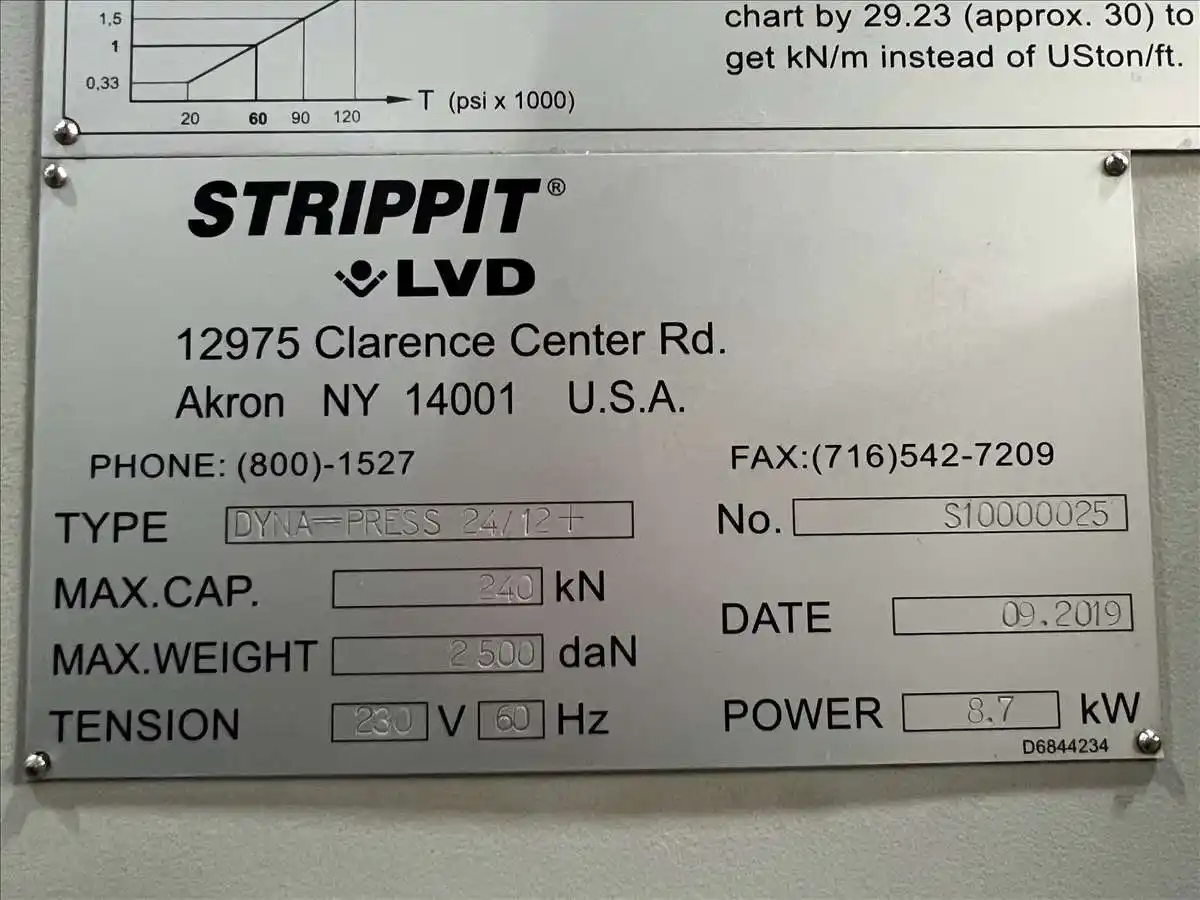 1,5
1
0,33
20 60 90 120
T (psi x 1000)
chart by 29.23 (approx. 30) to
get kN/m instead of USton/ft.
STRIPPIT®
LVD
12975 Clarence Center Rd.
Akron NY 14001 U.S.A.
PHONE: (800)-1527 FAX:(716)542-7209
TYPE DYNA-PRESS 24/12+ No. S10000025
MAX.CAP. 240 kN
DATE 09.2019
MAX.WEIGHT 2500 daN
TENSION 230 V 60 Hz POWER 8.7 kW
D6844234